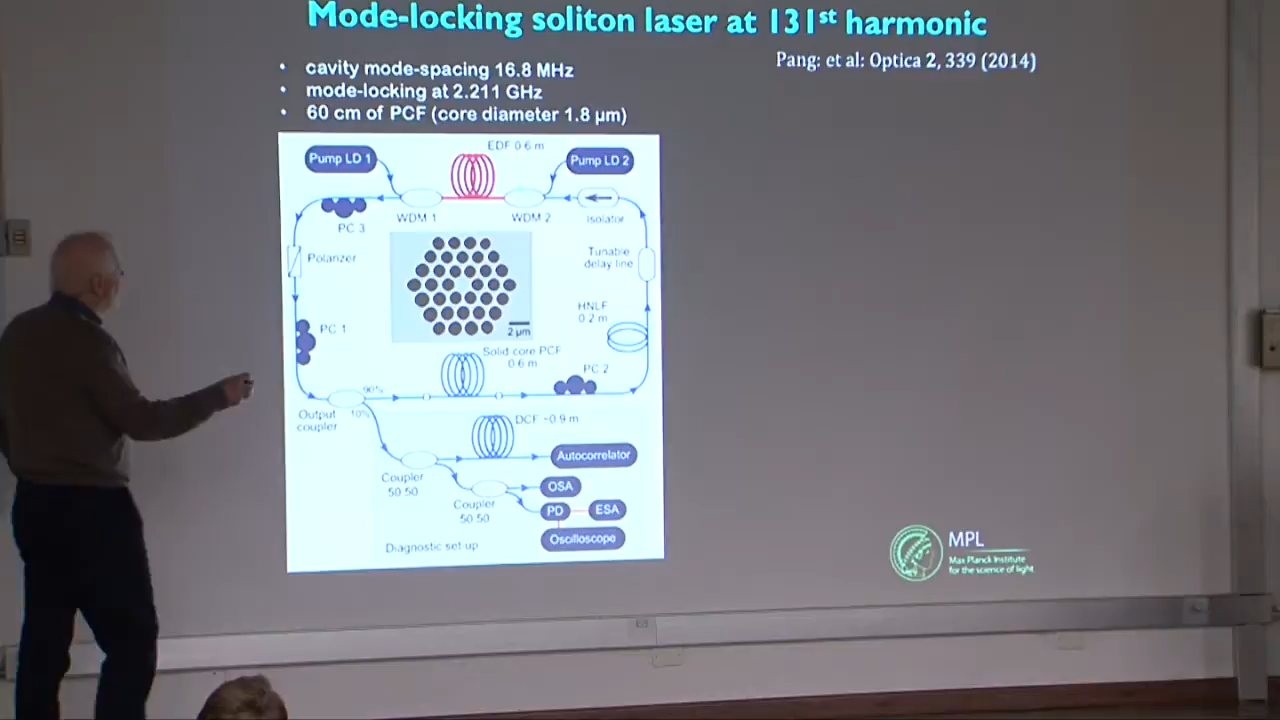 Mode-locking soliton laser at 131st harmonic
Pang: et al: Optica 2, 339 (2014)
• cavity mode-spacing 16.8 MHz
• mode-locking at 2.211 GHz
• 60 cm of PCF (core diameter 1.8 µm)
EDF 0.6 m
Pump LD 1
Pump LD 2
WDM 1
WDM 2
Isolator
PC 3
Polarizer
Tunable
delay line
HNLF
0.2 m
PC 1
2 µm
Solid core PCF
0.6 m
PC 2
90%
10%
Output
coupler
DCF ~0.9 m
Autocorrelator
Coupler
50:50
OSA
Coupler
50:50
PD
ESA
Oscilloscope
Diagnostic set up
MPL
Max Planck Institute
for the science of light